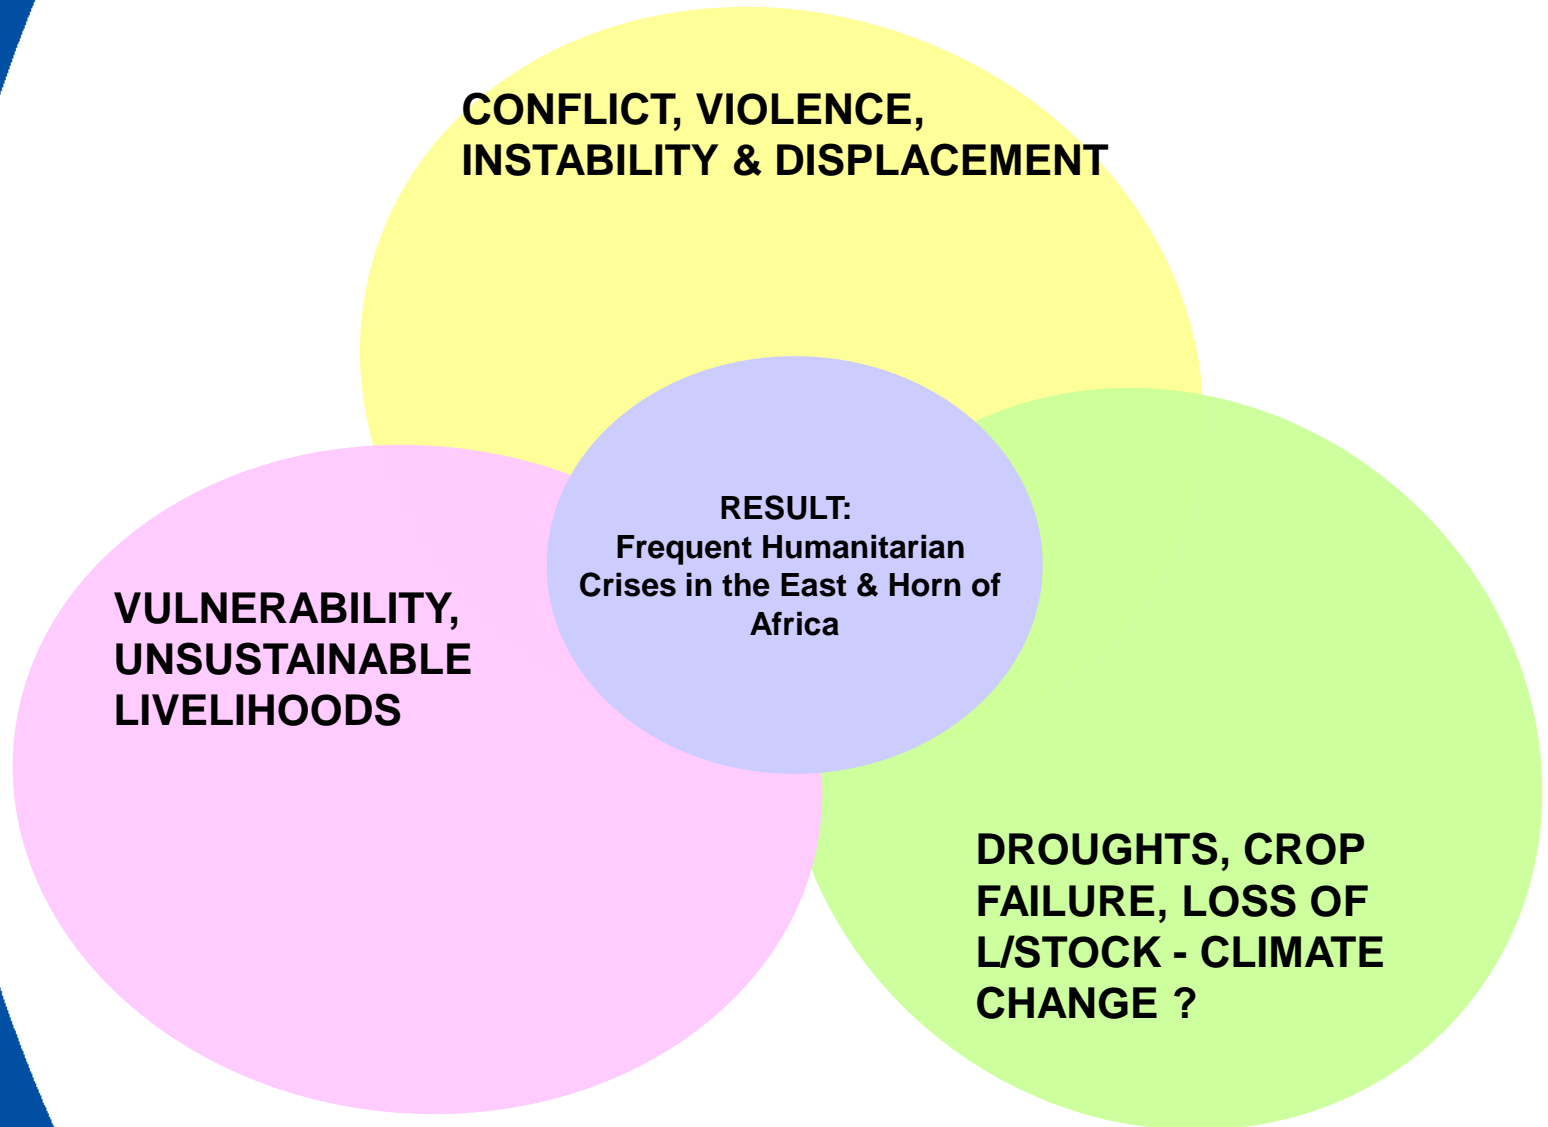 CONFLICT, VIOLENCE,
INSTABILITY & DISPLACEMENT
RESULT:
Frequent Humanitarian
Crises in the East & Horn of
Africa
VULNERABILITY,
UNSUSTAINABLE
LIVELIHOODS
DROUGHTS, CROP
FAILURE, LOSS OF
L/STOCK - CLIMATE
CHANGE ?